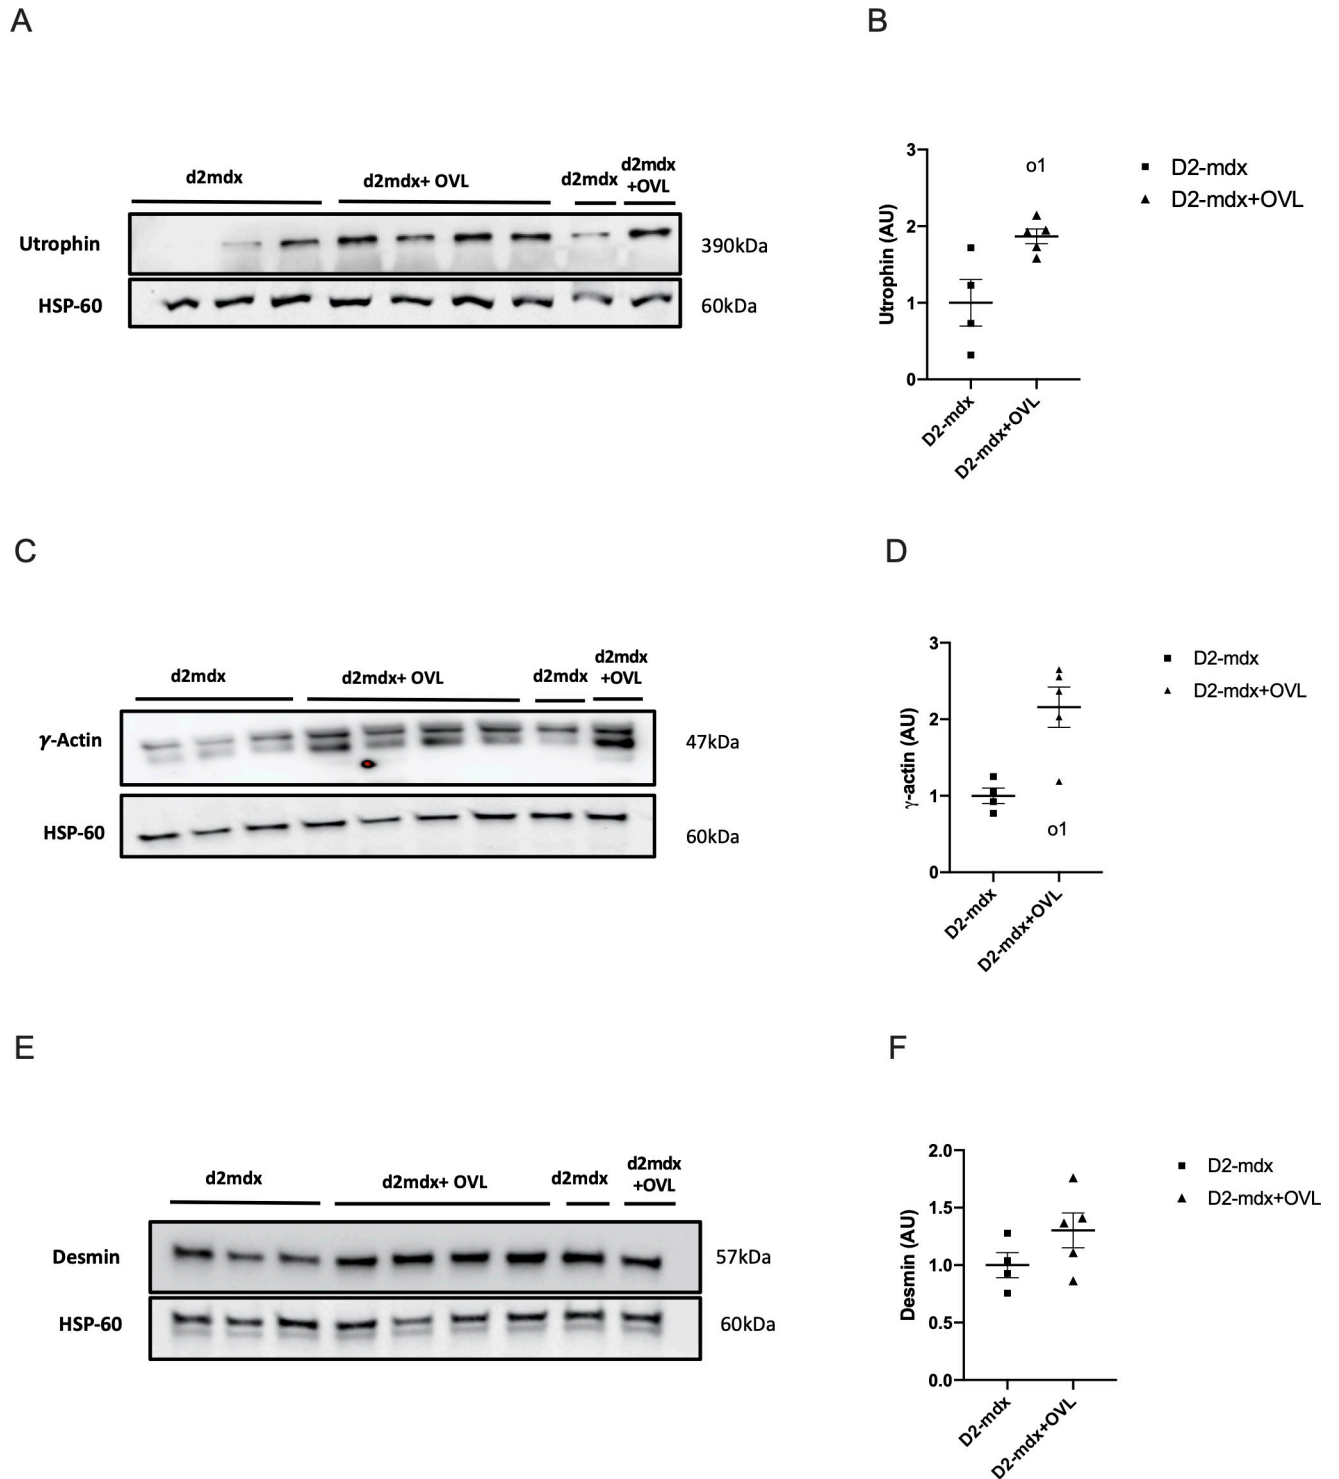 A
B
d2mdx
d2mdx+ OVL
d2mdx
d2mdx
+OVL
Utrophin
390kDa
HSP-60
60kDa
3
2
1
0
Utrophin (AU)
o1
D2-mdx
D2-mdx+OVL
D2-mdx
D2-mdx+OVL
C
D
d2mdx
d2mdx+ OVL
d2mdx
d2mdx
+OVL
γ-Actin
47kDa
HSP-60
60kDa
3
2
1
0
γ-actin (AU)
o1
D2-mdx
D2-mdx+OVL
D2-mdx
D2-mdx+OVL
E
F
d2mdx
d2mdx+ OVL
d2mdx
d2mdx
+OVL
Desmin
57kDa
HSP-60
60kDa
2.0
1.5
1.0
0.5
0.0
Desmin (AU)
D2-mdx
D2-mdx+OVL
D2-mdx
D2-mdx+OVL